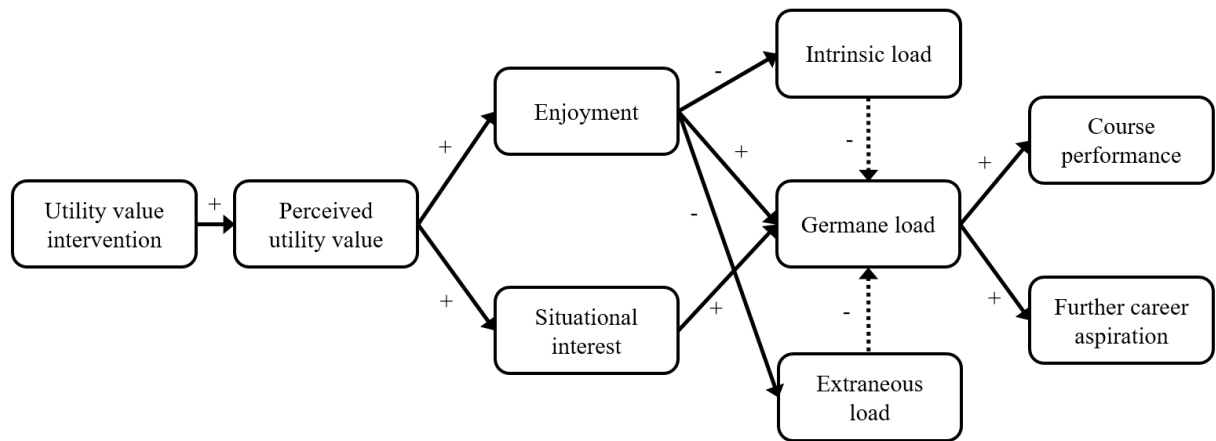 Utility value
intervention
+
Perceived
utility value
+
+
Enjoyment
Situational
interest
-
+
-
+
Intrinsic load
-
Germane load
-
Extraneous
load
+
+
Course
performance
Further career
aspiration